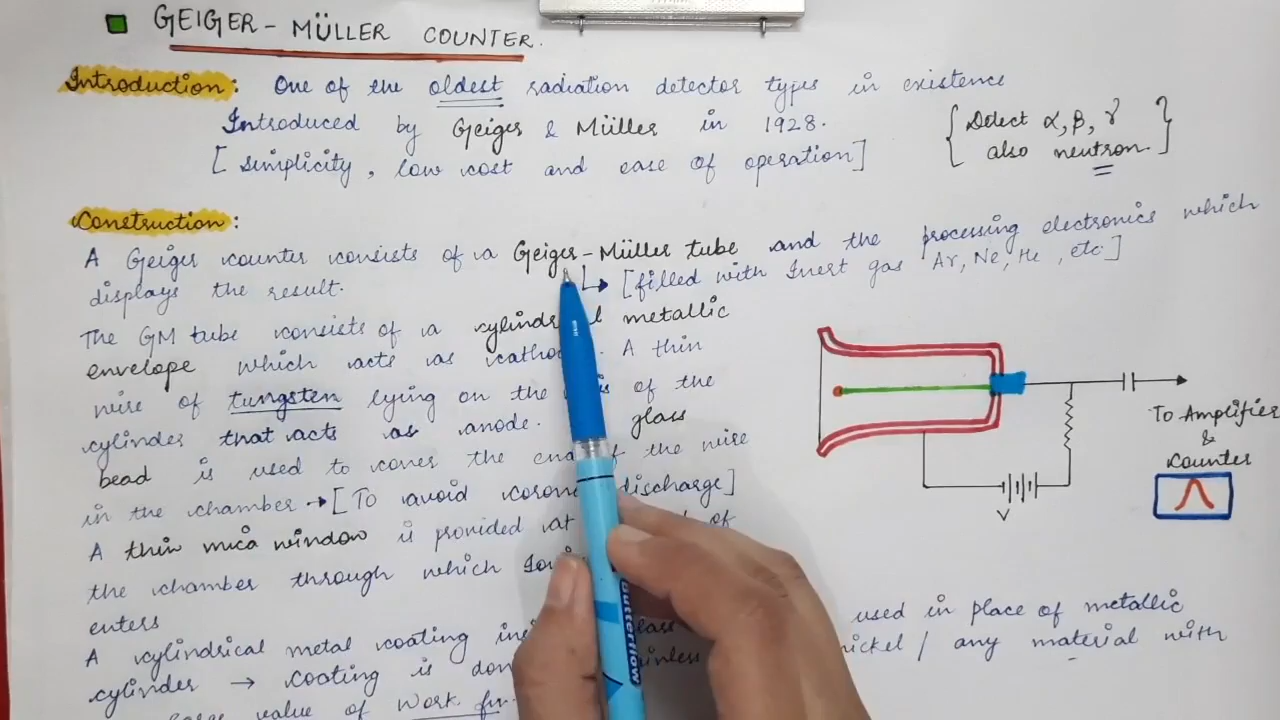 GEIGER - MÜLLER COUNTER.
Introduction: One of the oldest radiation detector types in existence
Introduced by Geiger & Müller in 1928.
[ Simplicity, low cost and ease of operation]
{ Detect α, β, γ
also neutron }
Construction:
A Geiger counter consists of a Geiger-Müller tube and the processing electronics which
displays the result. → [filled with Inert gas Ar, Ne, He, etc]
The GM tube consists of a metallic
envelope which acts as A thin
wire of tungsten lying on the of the
cylinder that acts as anode. glass
bead is used to cover the the wire
in the chamber → [To avoid discharge]
A thin mica window is provided at of
the chamber through which
enters
A cylindrical metal coating used in place of metallic
cylinder → coating is nickel / any material with
large value of work
To Amplifier
&
Counter
V
Butterflow